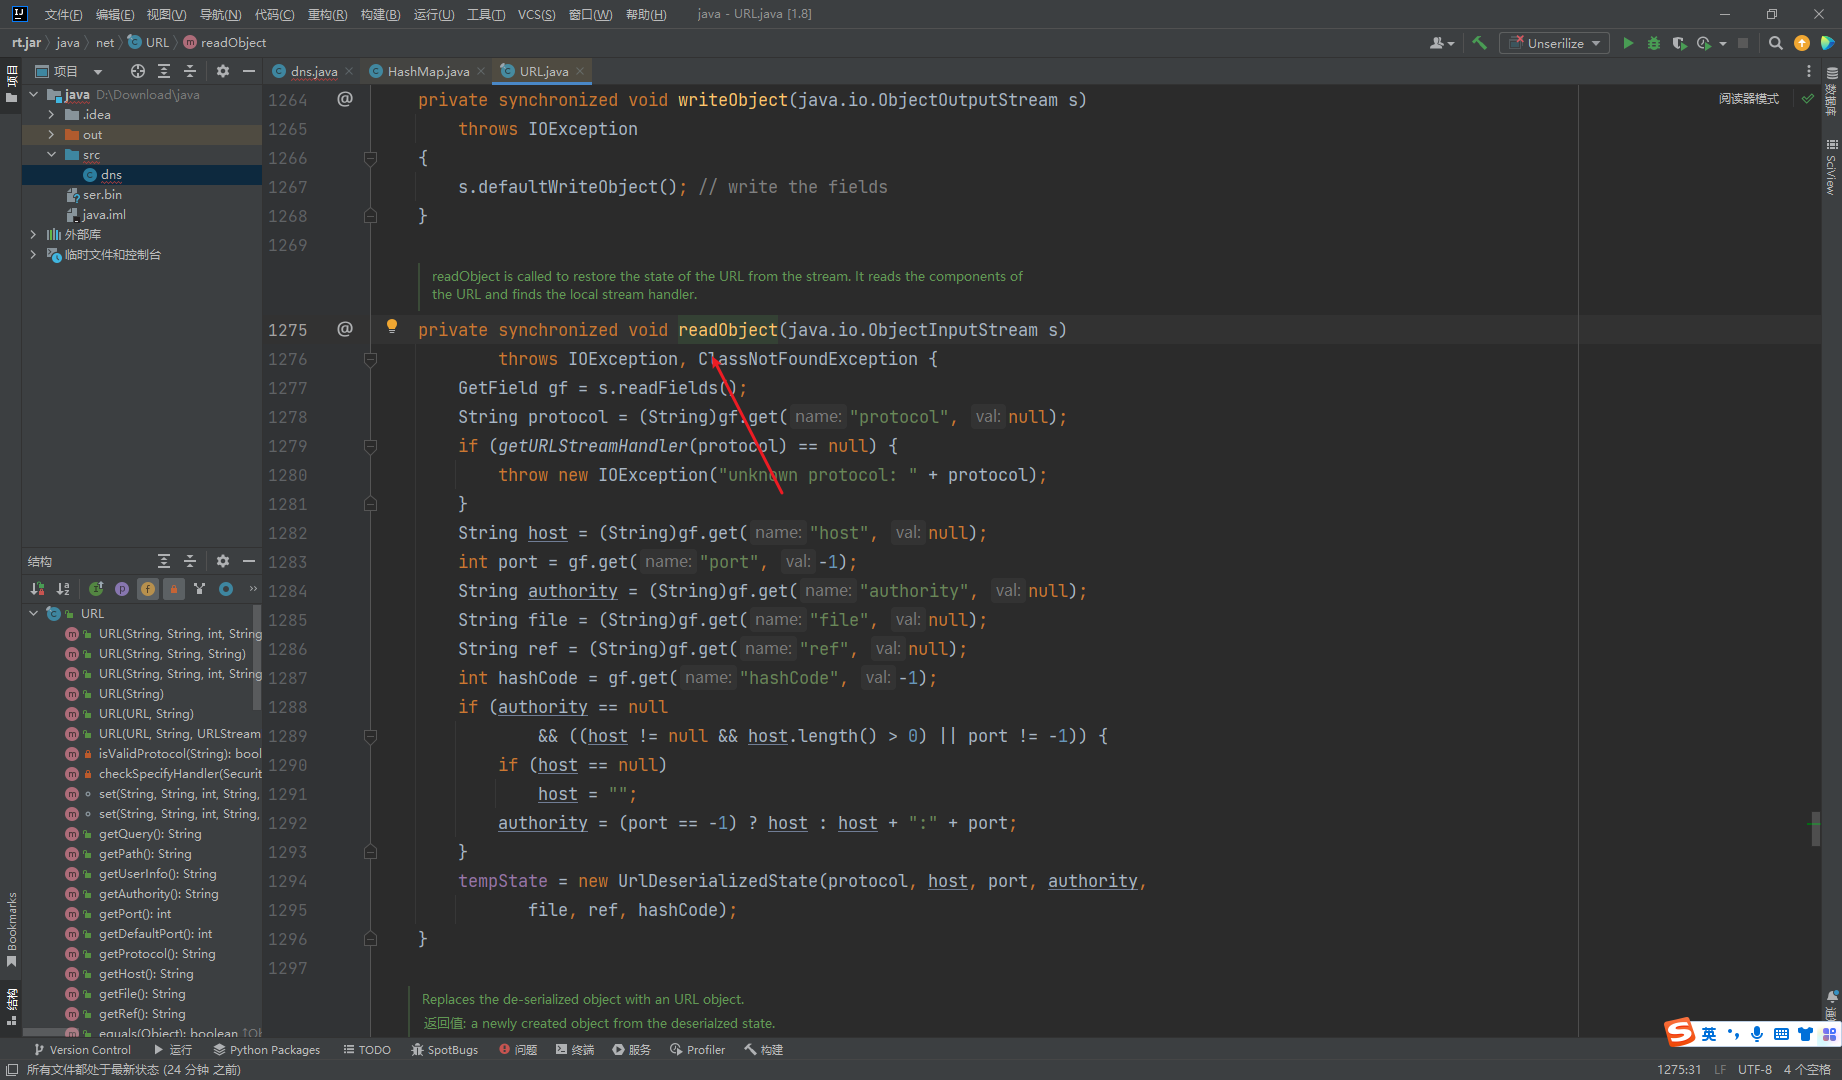 文件(F) 编辑(E) 视图(V) 导航(N) 代码(C) 重构(R) 构建(B) 运行(U) 工具(T) VCS(S) 窗口(W) 帮助(H) java - URL.java [1.8]
rt.jar java net URL readObject
Unserilize
项目
dns.java HashMap.java URL.java
项目
java D:\Download\java
.idea
out
src
dns
ser.bin
java.iml
外部库
临时文件和控制台
结构
URL
URL(String, String, int, String
URL(String, String, String)
URL(String, String, int, String
URL(String)
URL(URL, String)
URL(URL, String, URLStream
isValidProtocol(String): bool
checkSpecifyHandler(Securit
set(String, String, int, String,
set(String, String, int, String,
getQuery(): String
getPath(): String
getUserInfo(): String
getAuthority(): String
getPort(): int
getDefaultPort(): int
getProtocol(): String
getHost(): String
getFile(): String
getRef(): String
equals(Object): boolean
Bookmarks
结构
阅读器模式
数据库
SciView
1264 @ private synchronized void writeObject(java.io.ObjectOutputStream s)
1265 throws IOException
1266 {
1267 s.defaultWriteObject(); // write the fields
1268 }
1269
readObject is called to restore the state of the URL from the stream. It reads the components of
the URL and finds the local stream handler.
1275 @ private synchronized void readObject(java.io.ObjectInputStream s)
1276 throws IOException, ClassNotFoundException {
1277 GetField gf = s.readFields();
1278 String protocol = (String)gf.get( name: "protocol", val: null);
1279 if (getURLStreamHandler(protocol) == null) {
1280 throw new IOException("unknown protocol: " + protocol);
1281 }
1282 String host = (String)gf.get( name: "host", val: null);
1283 int port = gf.get( name: "port", val: -1);
1284 String authority = (String)gf.get( name: "authority", val: null);
1285 String file = (String)gf.get( name: "file", val: null);
1286 String ref = (String)gf.get( name: "ref", val: null);
1287 int hashCode = gf.get( name: "hashCode", val: -1);
1288 if (authority == null
1289 && ((host != null && host.length() > 0) || port != -1)) {
1290 if (host == null)
1291 host = "";
1292 authority = (port == -1) ? host : host + ":" + port;
1293 }
1294 tempState = new UrlDeserializedState(protocol, host, port, authority,
1295 file, ref, hashCode);
1296 }
1297
Replaces the de-serialized object with an URL object.
返回值: a newly created object from the deserialzed state.
英
Version Control 运行 Python Packages TODO SpotBugs 问题 终端 服务 Profiler 构建
所有文件都处于最新状态 (24 分钟 之前) 1275:31 LF UTF-8 4 个空格